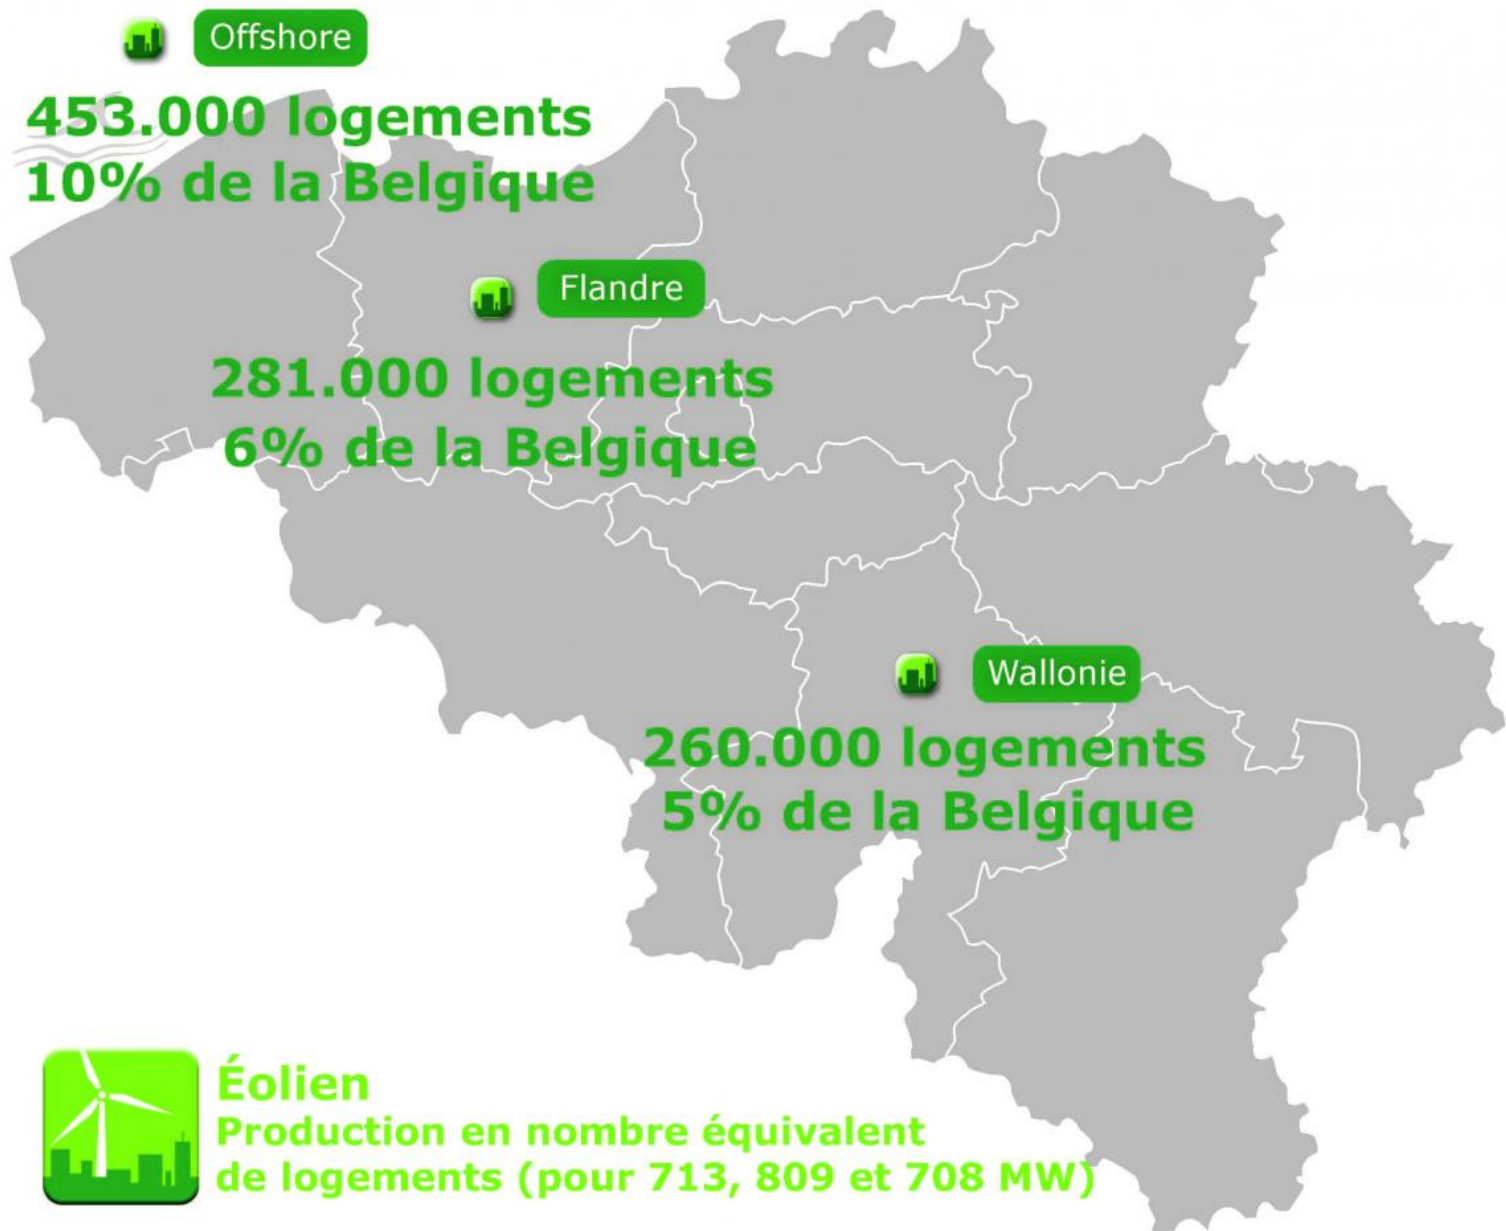 Offshore
453.000 logements
10% de la Belgique
Flandre
281.000 logements
6% de la Belgique
Wallonie
260.000 logements
5% de la Belgique
Éolien
Production en nombre équivalent
de logements (pour 713, 809 et 708 MW)